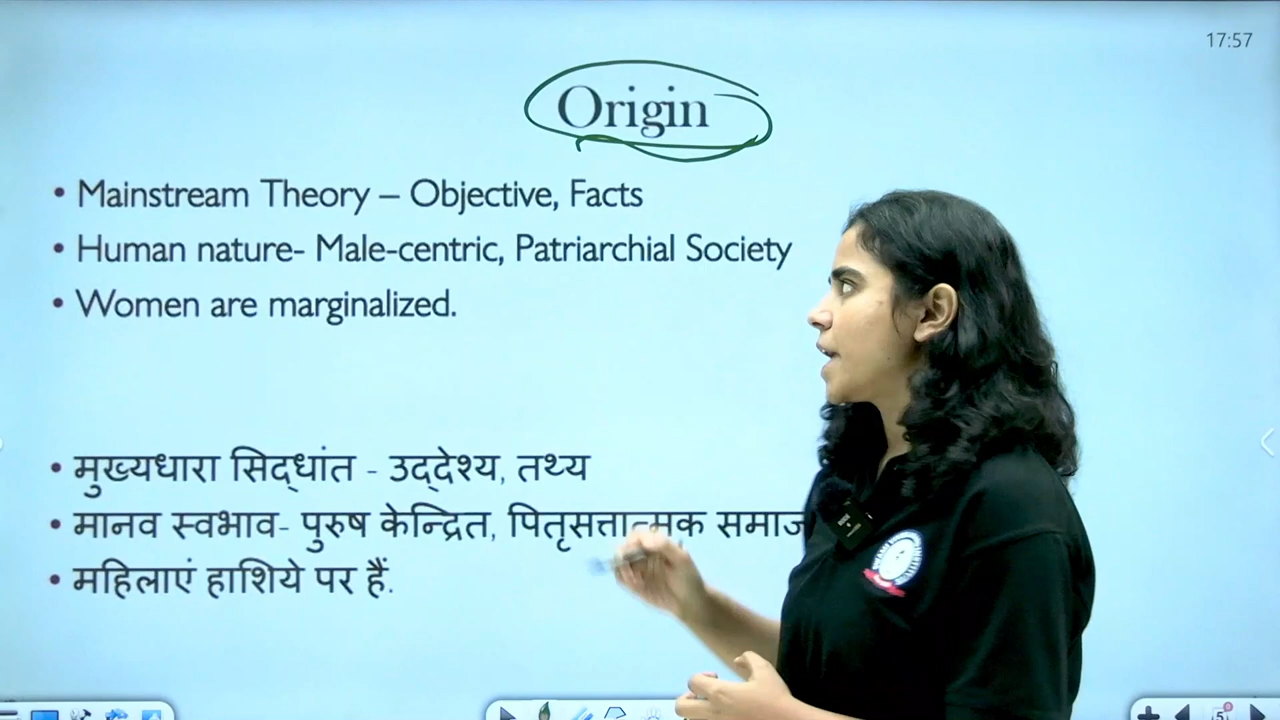 17:57
Origin
• Mainstream Theory – Objective, Facts
• Human nature- Male-centric, Patriarchial Society
• Women are marginalized.
• मुख्यधारा सिद्धांत - उद्देश्य, तथ्य
• मानव स्वभाव- पुरुष केन्द्रित, पितृसत्तात्मक समाज
• महिलाएं हाशिये पर हैं.
5